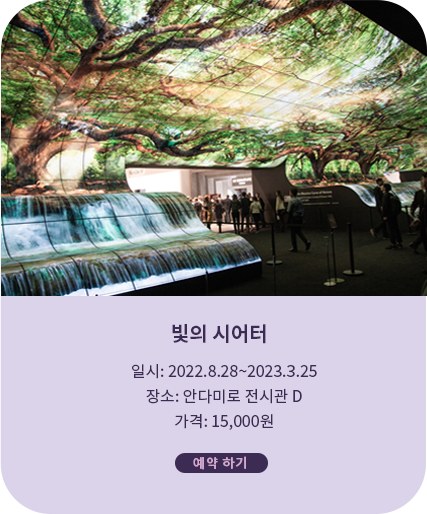 빛의 시어터
일시: 2022.8.28~2023.3.25
장소: 안다미로 전시관 D
가격: 15,000원
예약 하기